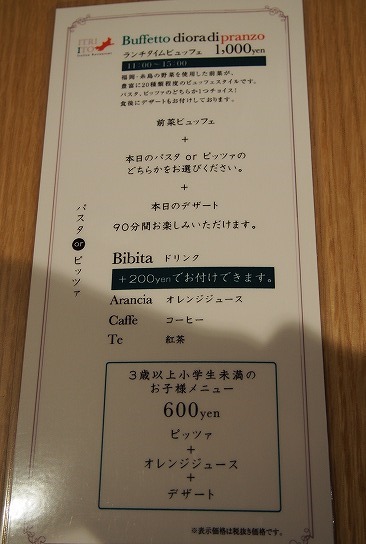 ITRI
ITO
Buffetto dioradi pranzo
ランチタイムビュッフェ 1,000yen
11：00～15：00
福岡・糸島の野菜を使用した前菜が、
豊富に20種類程度のビュッフェスタイルです。
パスタ、ピッツァのどちらか1つチョイス!
食後にデザートもお付けしております。
前菜ビュッフェ
+
本日のパスタ or ピッツァの
どちらかをお選びください。
+
本日のデザート
90分間お楽しみいただけます。
パスタ or ピッツァ
Bibita ドリンク
+200yenでお付けできます。
Arancia オレンジジュース
Caffe コーヒー
Te 紅茶
3歳以上小学生未満の
お子様メニュー
600yen
ピッツァ
+
オレンジジュース
+
デザート
※表示価格は税抜き価格です。